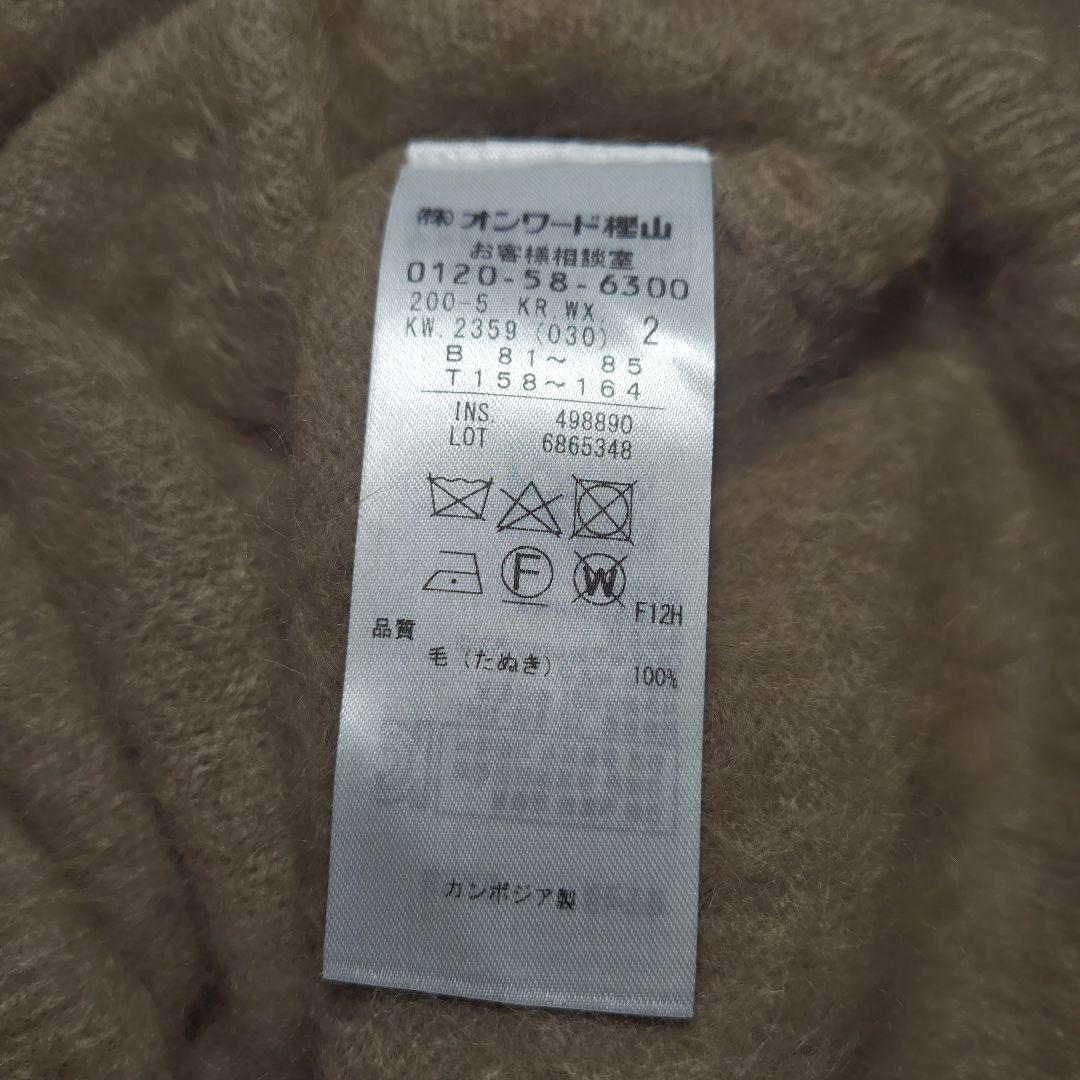 ㈱オンワード樫山
お客様相談室
0120-58-6300
200-5 KR.WX.
KW.2359 (030) 2
B 81～ 85
T158～164
INS. 498890
LOT 6865348
F W F12H
品質
毛(たぬき) 100%
カンボジア製